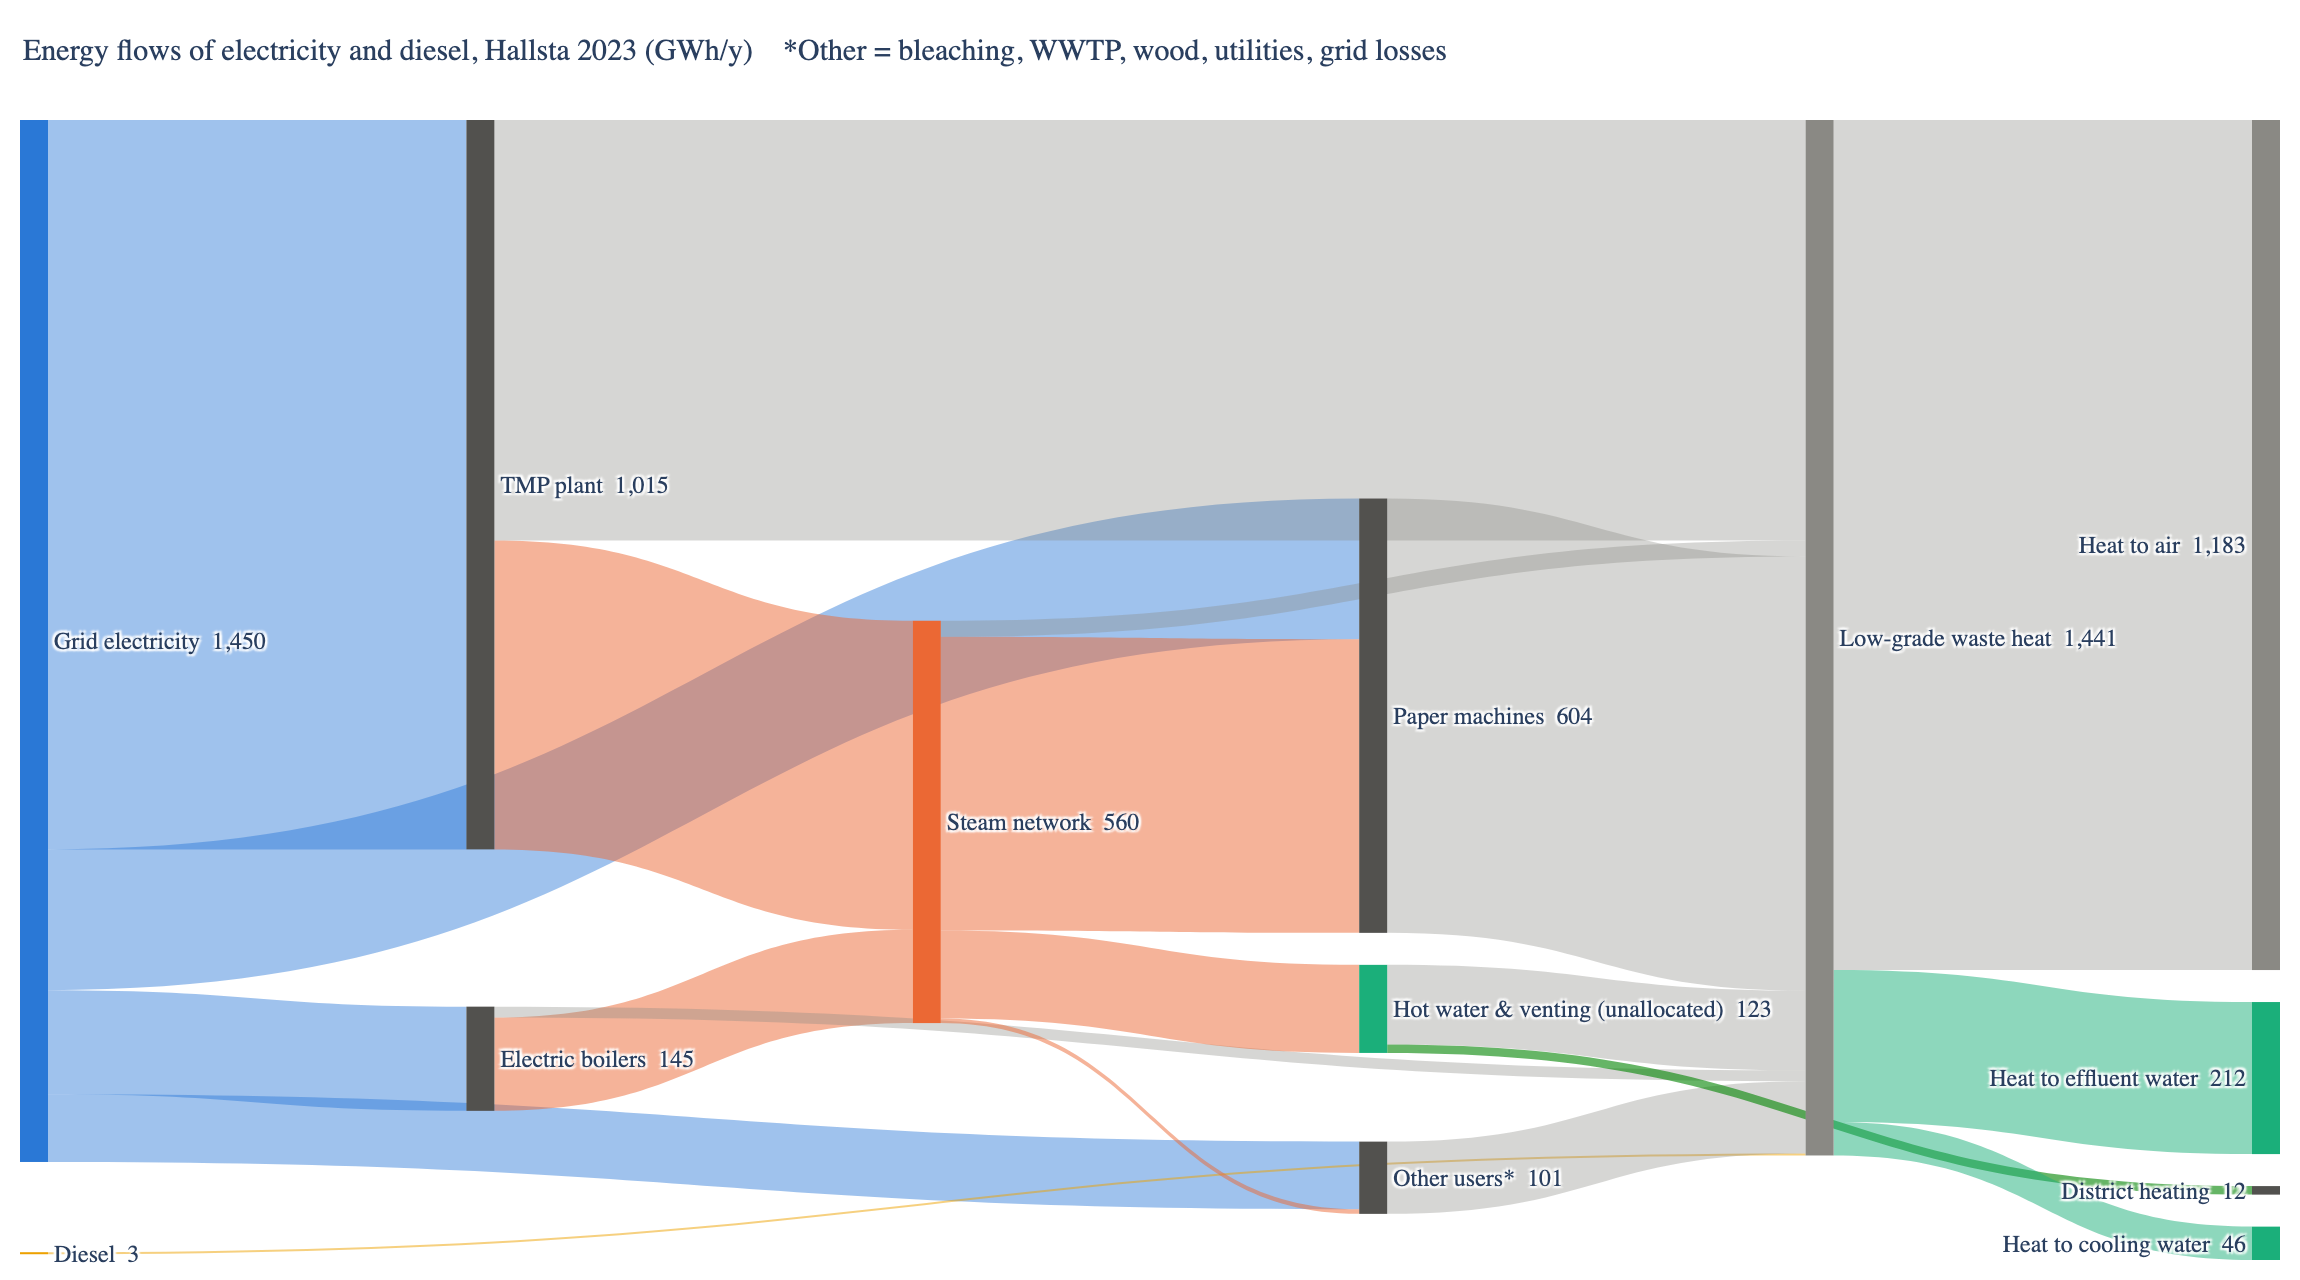 Energy flows of electricity and diesel, Hallsta 2023 (GWh/y)    *Other = bleaching, WWTP, wood, utilities, grid losses
TMP plant  1,015
Heat to air  1,183
Grid electricity  1,450
Low-grade waste heat  1,441
Paper machines  604
Steam network  560
Hot water & venting (unallocated)  123
Electric boilers  145
Heat to effluent water  212
Other users*  101
District heating  12
Heat to cooling water  46
Diesel  3